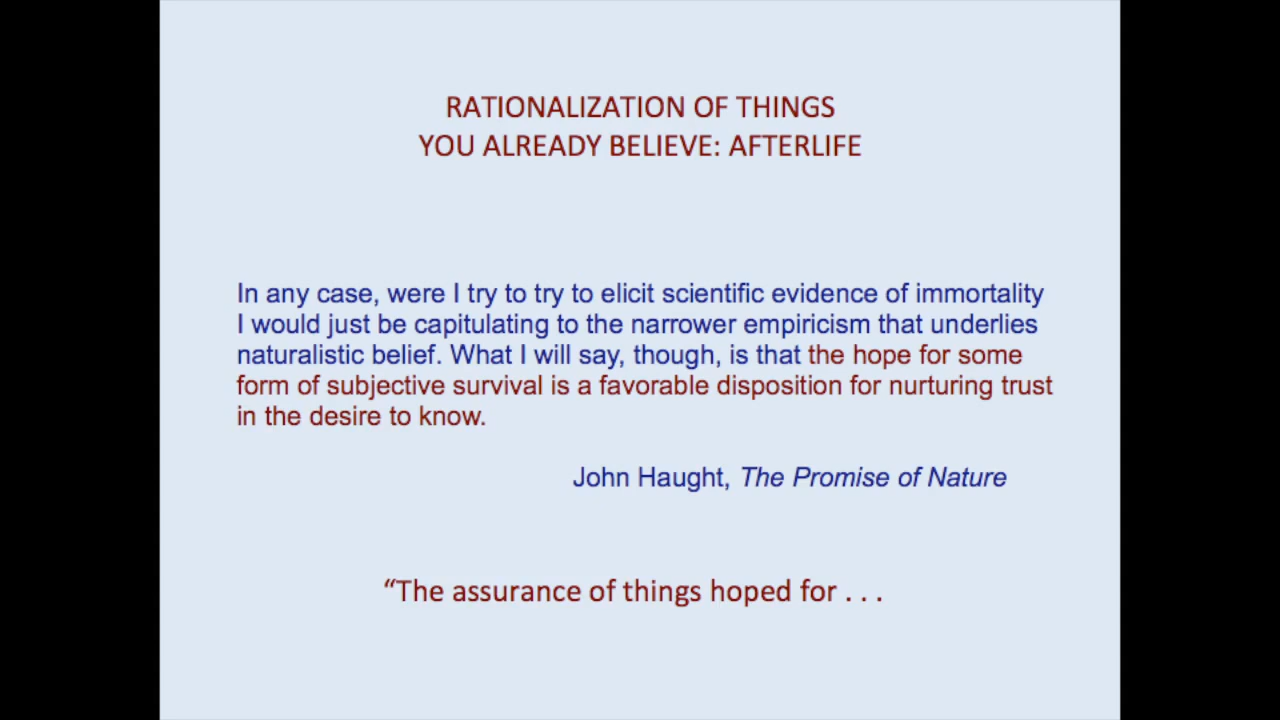 RATIONALIZATION OF THINGS
YOU ALREADY BELIEVE: AFTERLIFE
In any case, were I try to try to elicit scientific evidence of immortality
I would just be capitulating to the narrower empiricism that underlies
naturalistic belief. What I will say, though, is that the hope for some
form of subjective survival is a favorable disposition for nurturing trust
in the desire to know.
John Haught, The Promise of Nature
“The assurance of things hoped for . . .